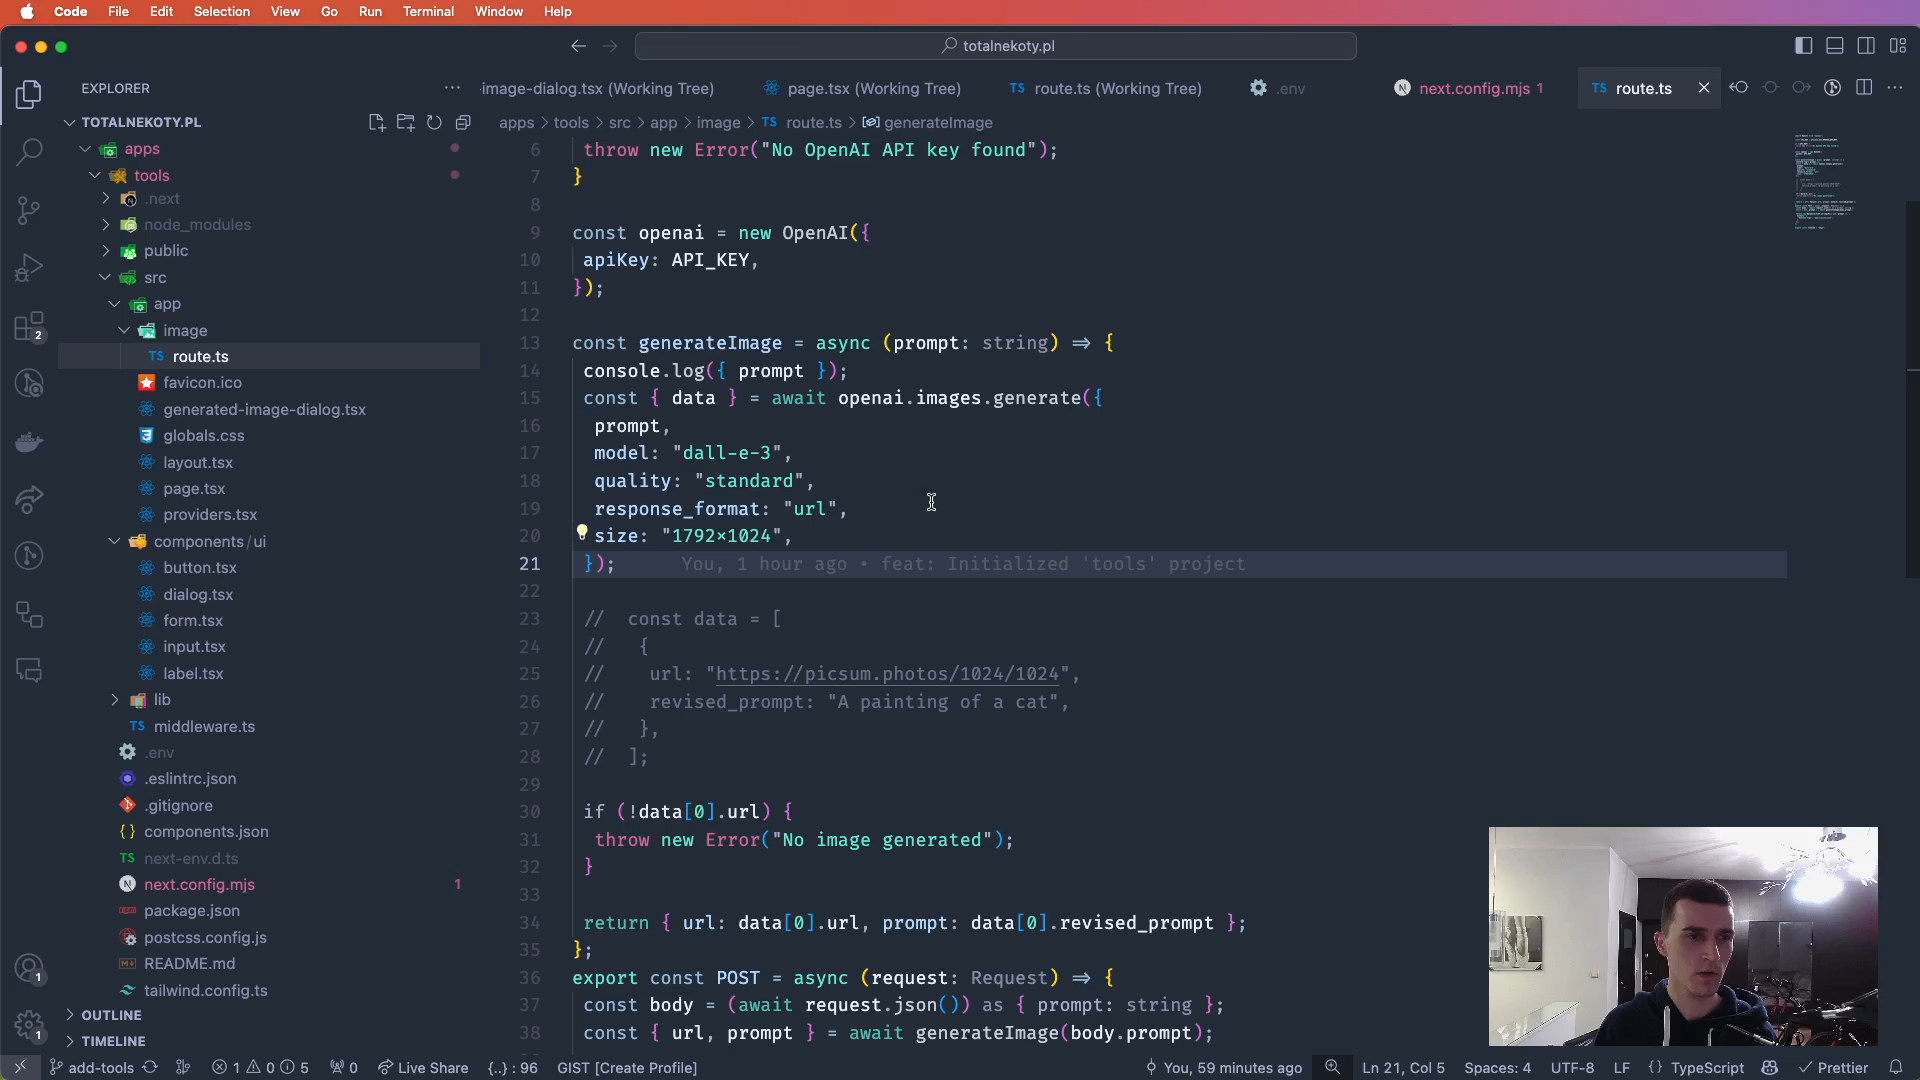 Code File Edit Selection View Go Run Terminal Window Help
totalnekoty.pl
EXPLORER
image-dialog.tsx (Working Tree)
page.tsx (Working Tree)
TS route.ts (Working Tree)
.env
N next.config.mjs 1
TS route.ts
TOTALNEKOTY.PL
apps > tools > src > app > image > TS route.ts > generateImage
apps
tools
.next
node_modules
public
src
app
image
TS route.ts
favicon.ico
generated-image-dialog.tsx
globals.css
layout.tsx
page.tsx
providers.tsx
components/ui
button.tsx
dialog.tsx
form.tsx
input.tsx
label.tsx
lib
TS middleware.ts
.env
.eslintrc.json
.gitignore
{} components.json
TS next-env.d.ts
N next.config.mjs 1
package.json
postcss.config.js
README.md
tailwind.config.ts
OUTLINE
TIMELINE
2
1
1
6 throw new Error("No OpenAI API key found");
7 }
8
9 const openai = new OpenAI({
10 apiKey: API_KEY,
11 });
12
13 const generateImage = async (prompt: string) ⇒ {
14 console.log({ prompt });
15 const { data } = await openai.images.generate({
16 prompt,
17 model: "dall-e-3",
18 quality: "standard",
19 response_format: "url",
20 size: "1792×1024",
21 }); You, 1 hour ago • feat: Initialized 'tools' project
22
23 // const data = [
24 // {
25 // url: "https://picsum.photos/1024/1024",
26 // revised_prompt: "A painting of a cat",
27 // },
28 // ];
29
30 if (!data[0].url) {
31 throw new Error("No image generated");
32 }
33
34 return { url: data[0].url, prompt: data[0].revised_prompt };
35 };
36 export const POST = async (request: Request) ⇒ {
37 const body = (await request.json()) as { prompt: string };
38 const { url, prompt } = await generateImage(body.prompt);
add-tools 1 0 5 0 Live Share {..} : 96 GIST [Create Profile] You, 59 minutes ago Ln 21, Col 5 Spaces: 4 UTF-8 LF {} TypeScript Prettier